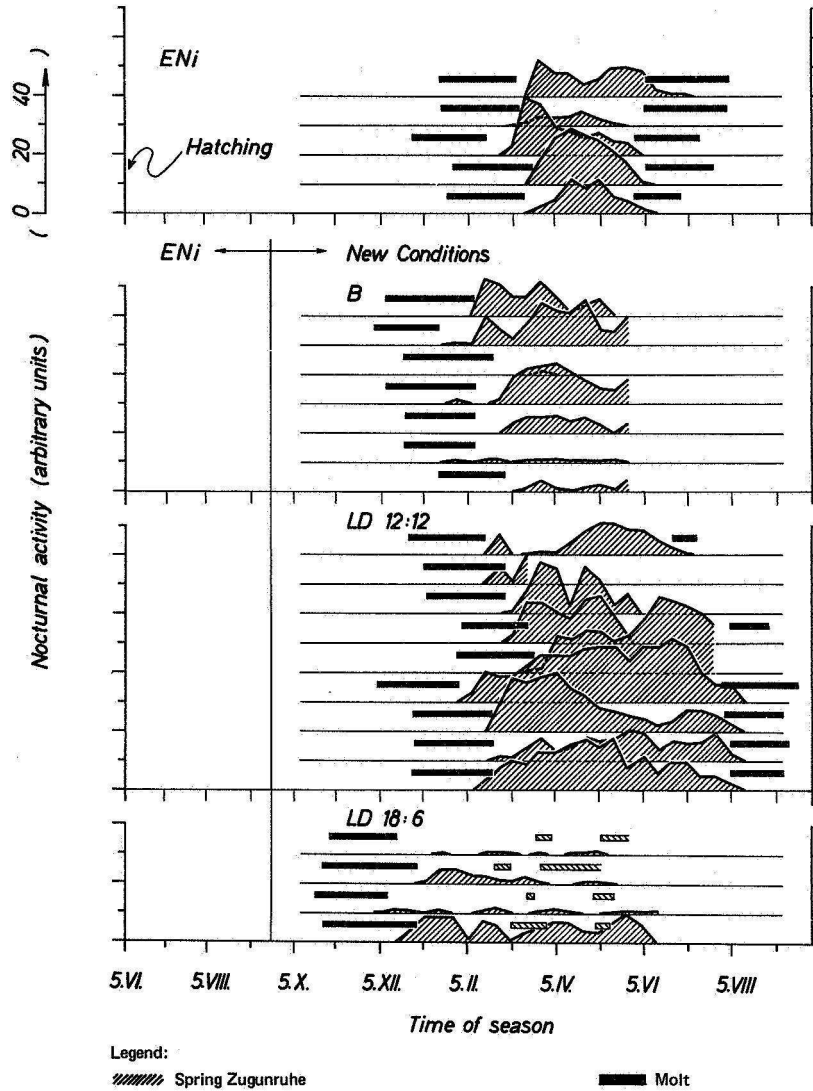 ENi
Hatching
( 0 20 40 )
ENi New Conditions
B
LD 12:12
LD 18:6
Nocturnal activity (arbitrary units)
5.VI. 5.VIII. 5.X. 5.XII. 5.II. 5.IV. 5.VI 5.VIII
Time of season
Legend:
Spring Zugunruhe Molt